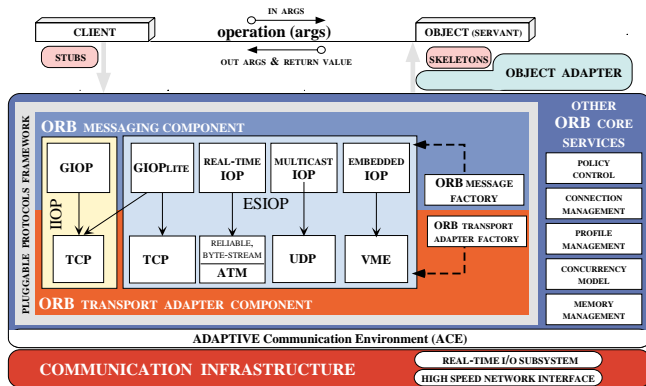 IN ARGS
CLIENT
operation (args)
OBJECT (SERVANT)
OUT ARGS & RETURN VALUE
STUBS
SKELETONS
OBJECT ADAPTER
PLUGGABLE PROTOCOLS FRAMEWORK
ORB MESSAGING COMPONENT
GIOP
GIOPLITE
REAL-TIME
IOP
MULTICAST
IOP
EMBEDDED
IOP
IIOP
ESIOP
ORB MESSAGE
FACTORY
ORB TRANSPORT
ADAPTER FACTORY
TCP
TCP
RELIABLE,
BYTE-STREAM
ATM
UDP
VME
ORB TRANSPORT ADAPTER COMPONENT
OTHER
ORB CORE
SERVICES
POLICY
CONTROL
CONNECTION
MANAGEMENT
PROFILE
MANAGEMENT
CONCURRENCY
MODEL
MEMORY
MANAGEMENT
ADAPTIVE Communication Environment (ACE)
COMMUNICATION INFRASTRUCTURE
REAL-TIME I/O SUBSYSTEM
HIGH SPEED NETWORK INTERFACE